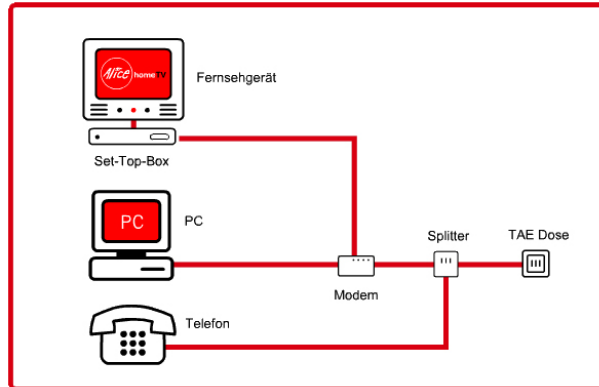 Alice homeTV
Fernsehgerät
Set-Top-Box
PC
PC
Splitter
TAE Dose
Modem
Telefon